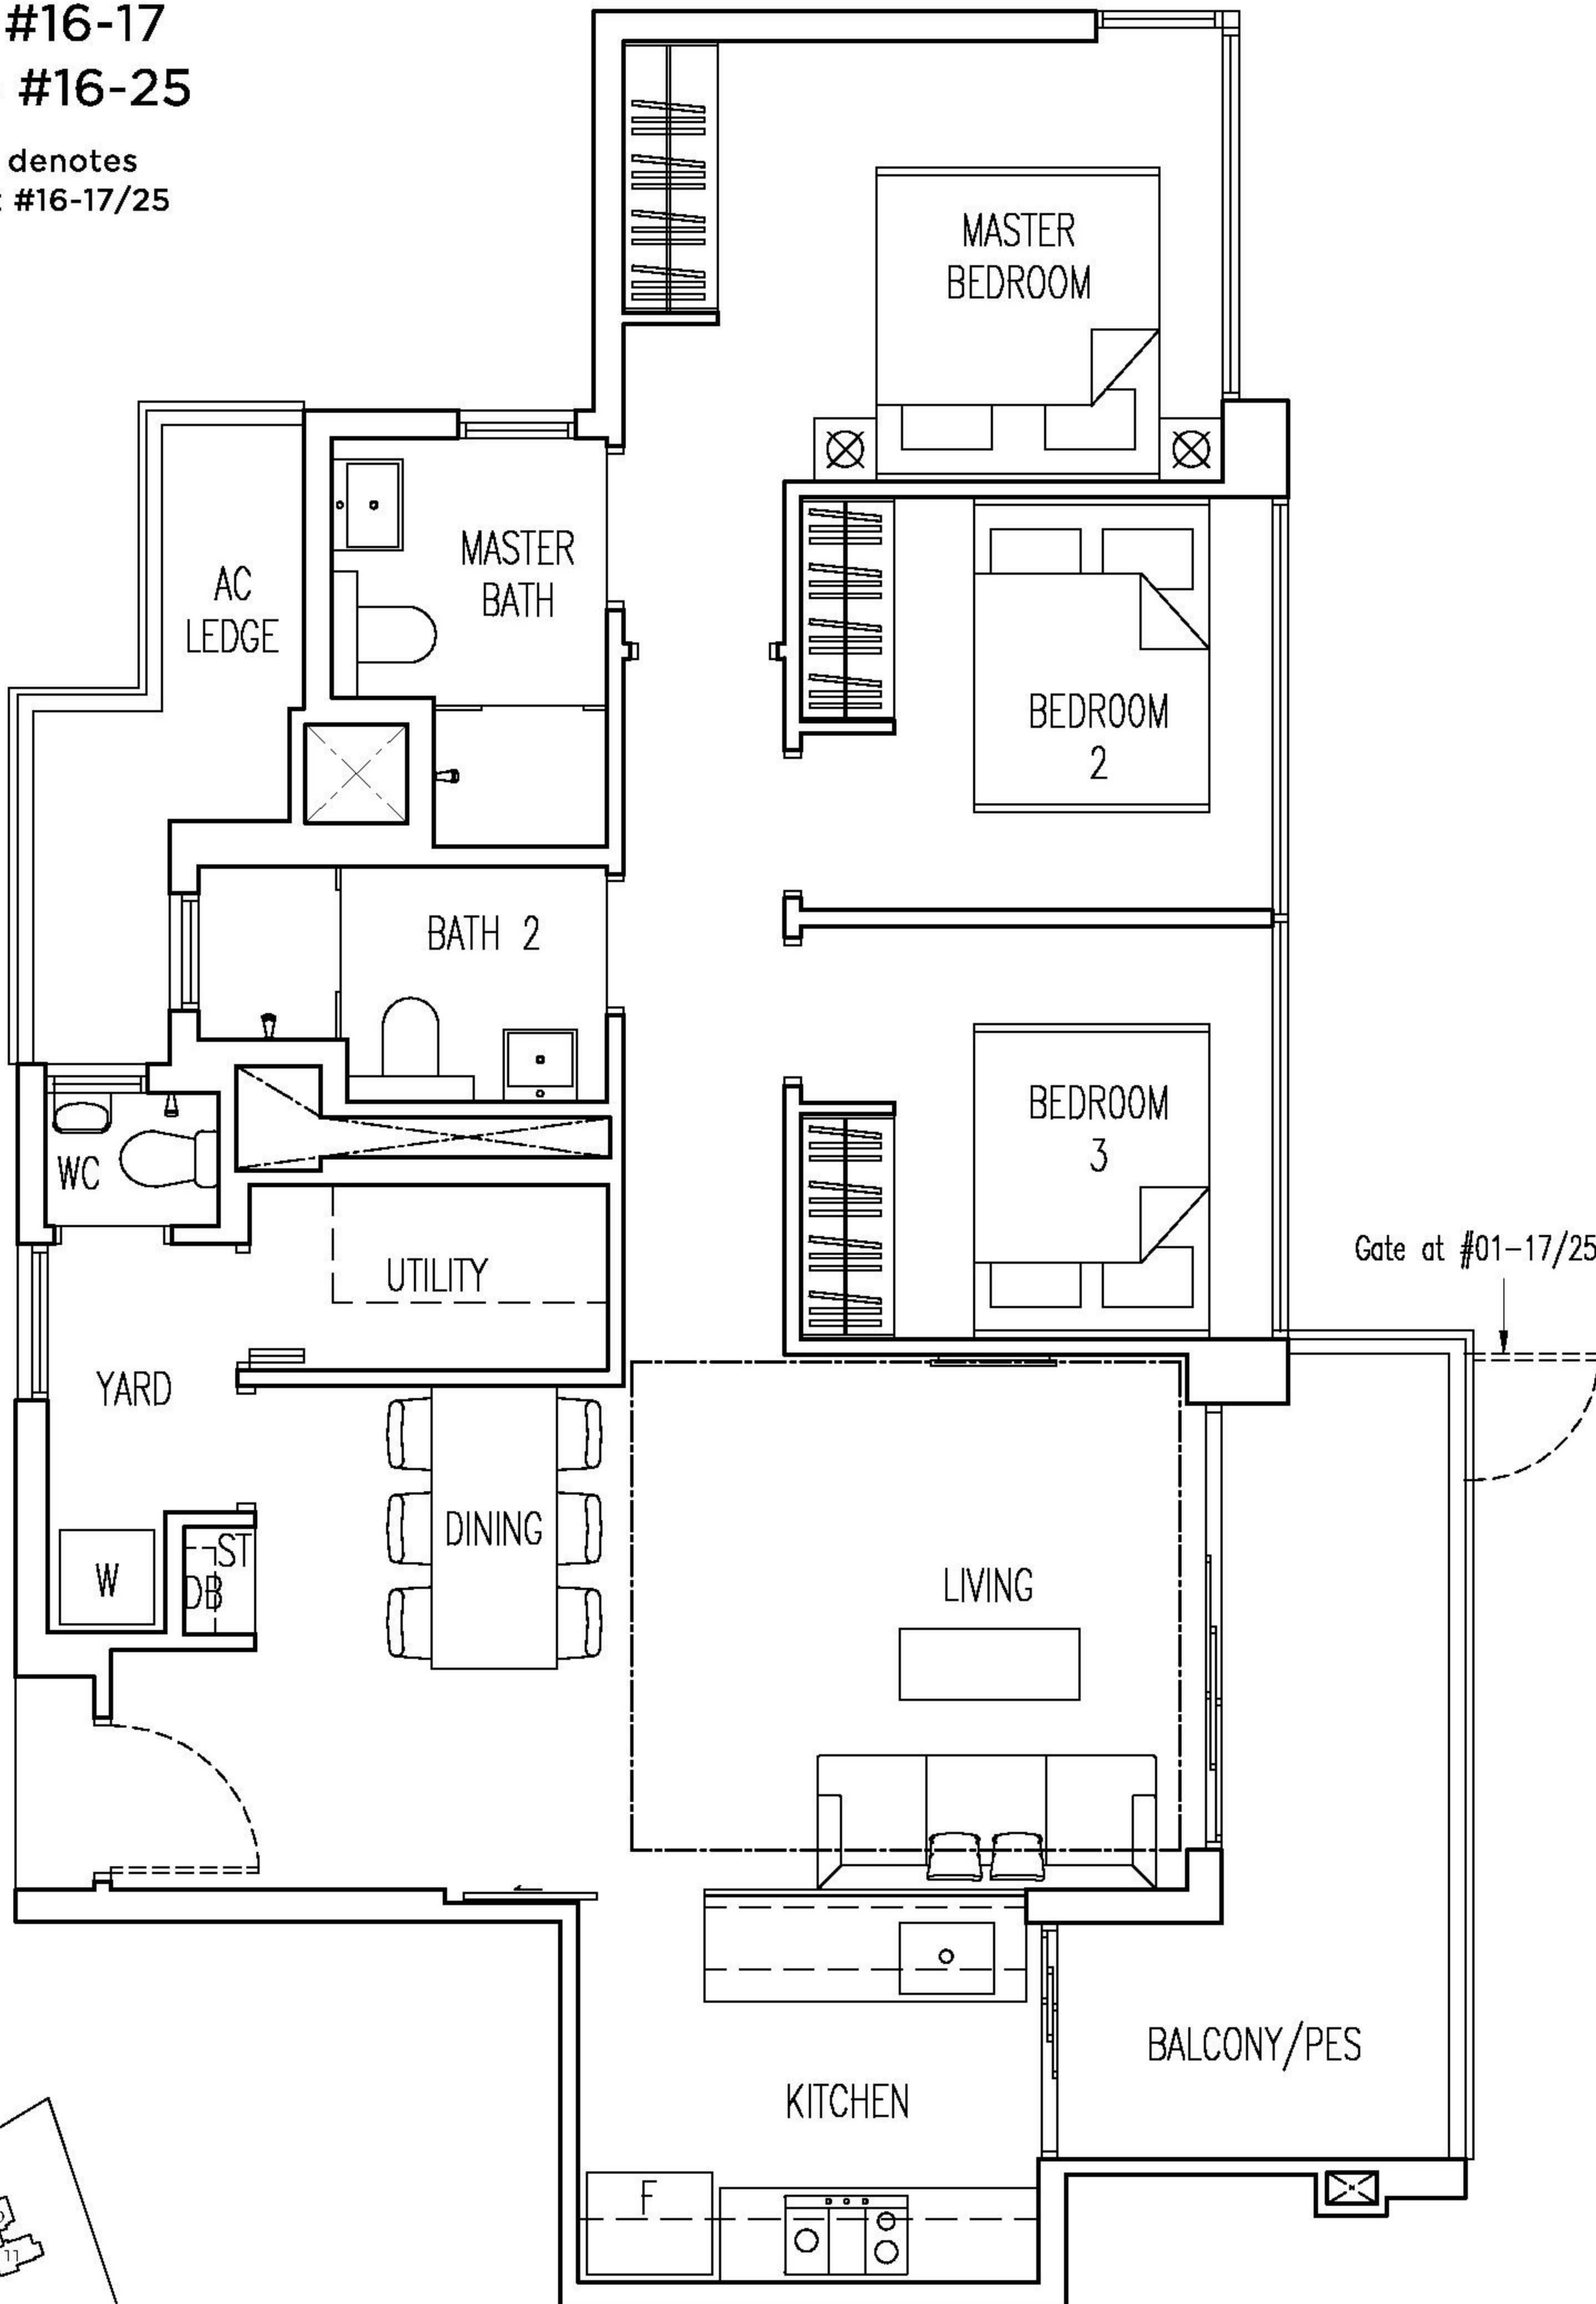 #16-17
#16-25
denotes
#16-17/25
MASTER
BEDROOM
MASTER
BATH
AC
LEDGE
BEDROOM
2
BATH 2
BEDROOM
3
WC
Gate at #01-17/25
UTILITY
YARD
DINING
ST
DB
W
LIVING
BALCONY/PES
KITCHEN
F
11